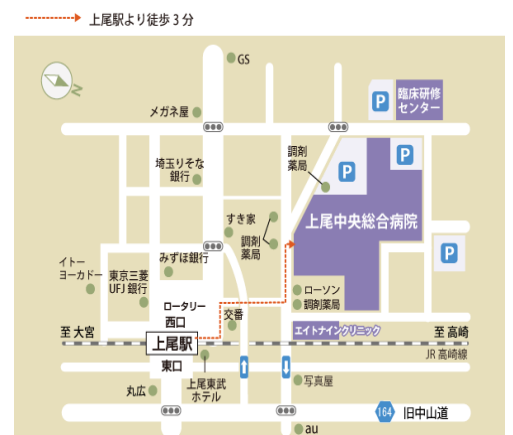 上尾駅より徒歩3分
GS
N
メガネ屋
P
臨床研修
センター
埼玉りそな
銀行
調剤
薬局
P
P
すき家
調剤
薬局
上尾中央総合病院
P
イトー
ヨーカドー
東京三菱
UFJ銀行
みずほ銀行
ローソン
調剤薬局
ロータリー
西口
交番
エイトナインクリニック
至 大宮
上尾駅
至 高崎
JR高崎線
東口
上尾東武
ホテル
丸広
写真屋
164
旧中山道
au